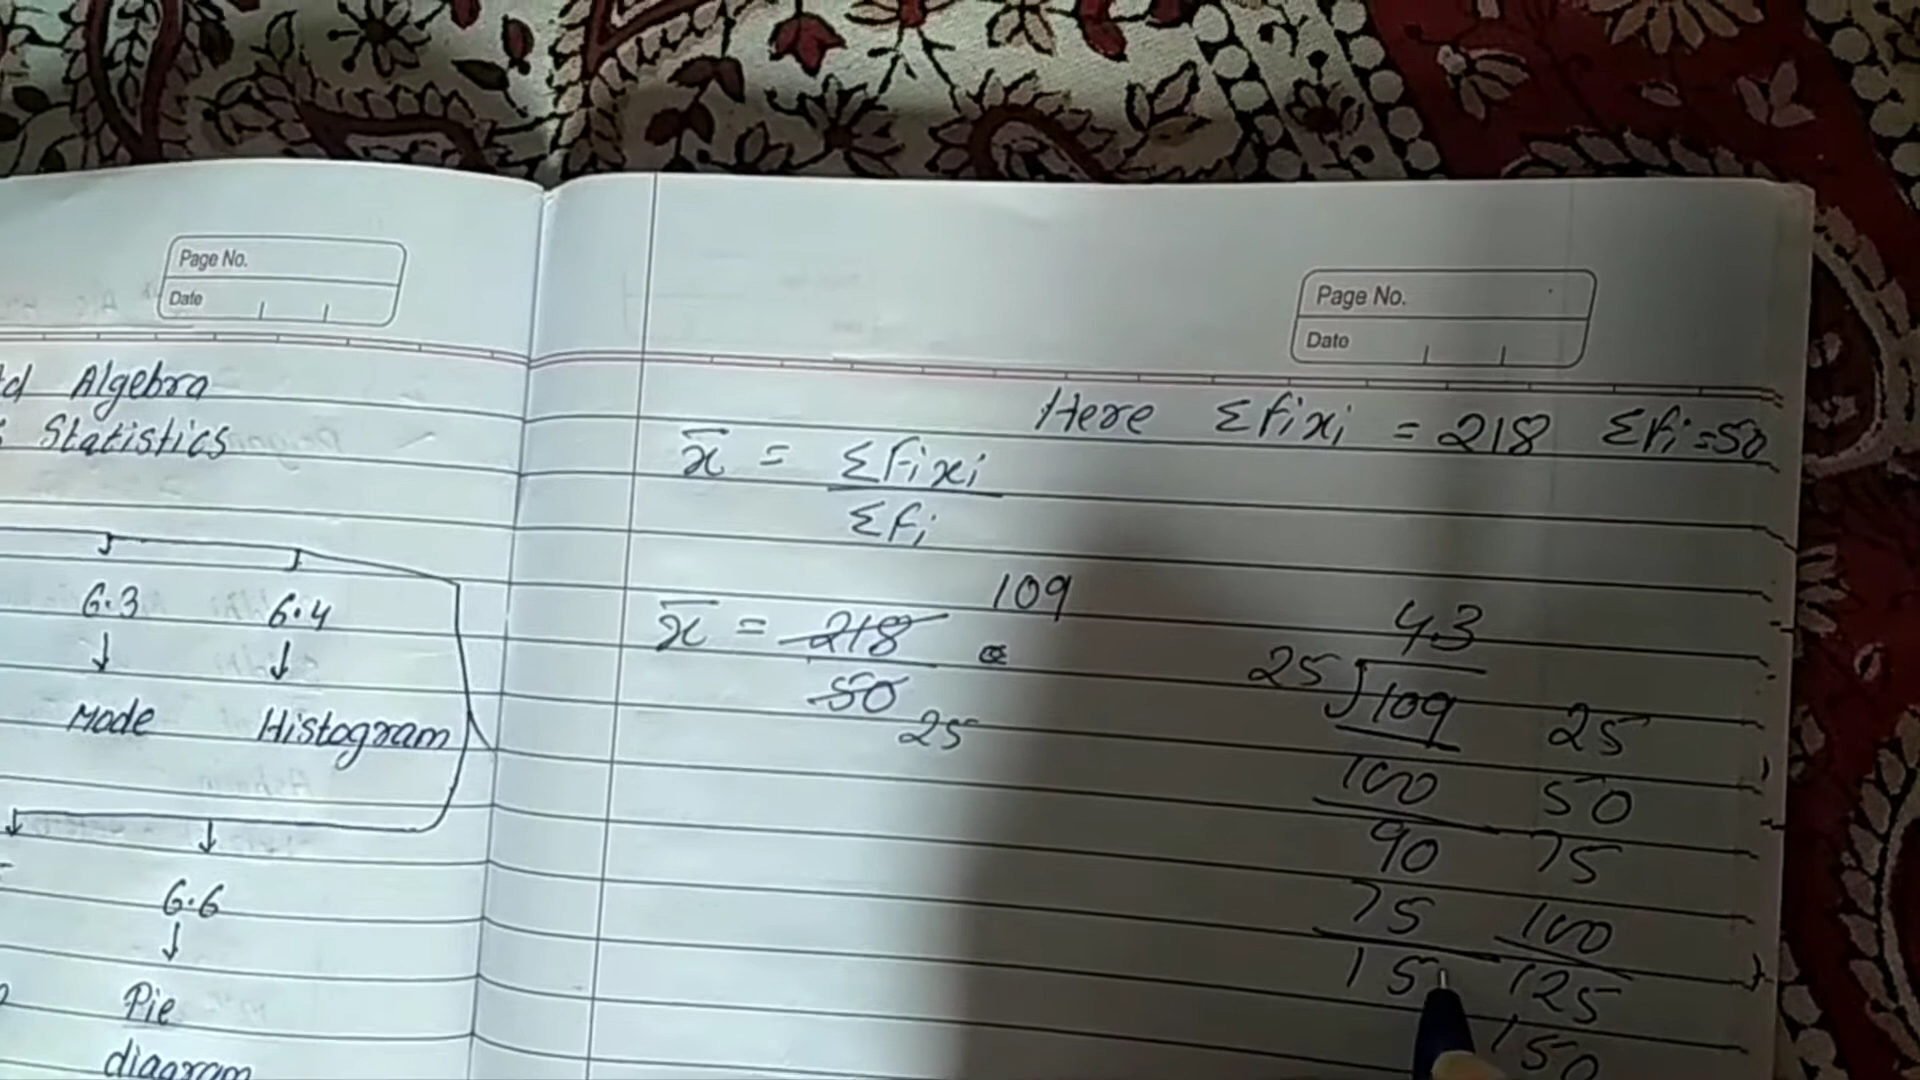 Page No.
Date
Algebra
Statistics
6.3 6.4
Mode Histogram
6.6
Pie
diagram
Page No.
Date
Here Σfixi = 218 Σfi=50
x̄ = Σfixi
Σfi
109
x̄ = 218
50
25
4.3
25 109
100
90
75
15
25
50
75
100
125
150